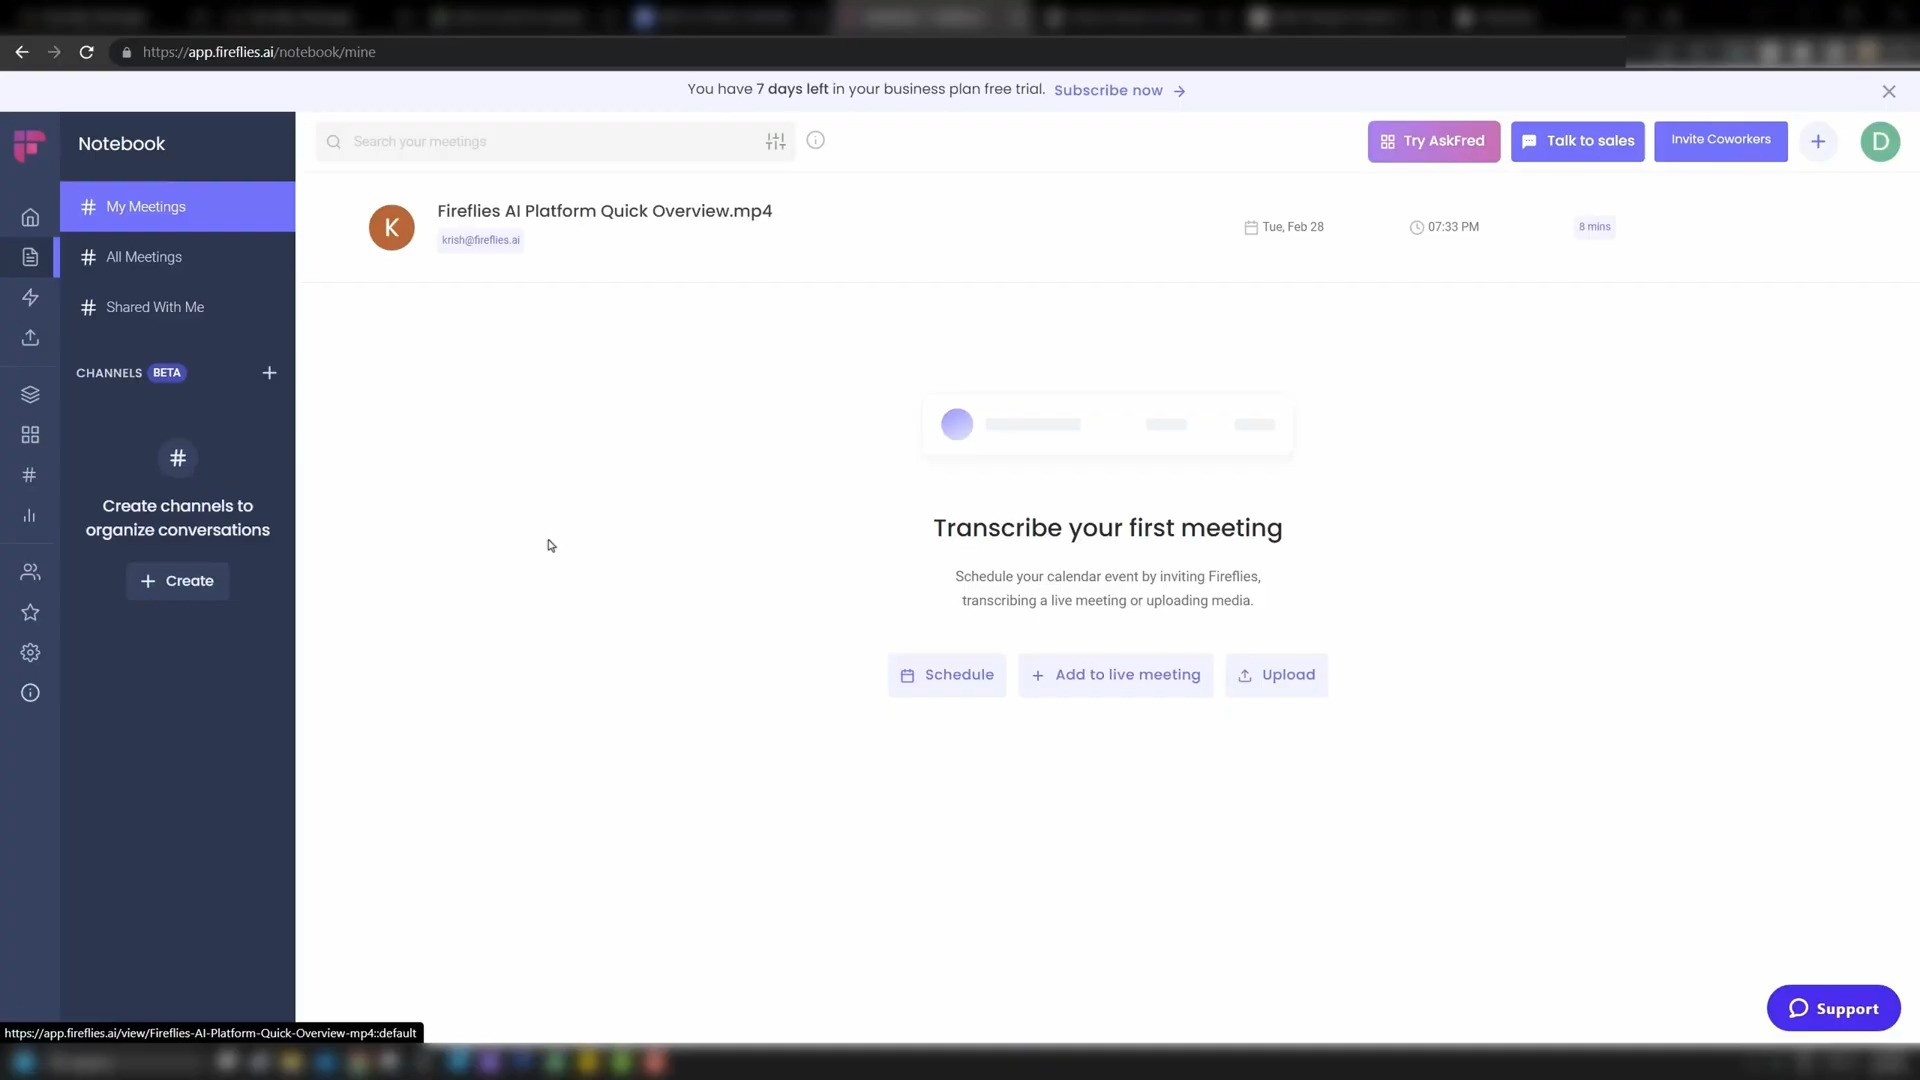 https://app.fireflies.ai/notebook/mine
You have 7 days left in your business plan free trial. Subscribe now
Notebook
Search your meetings
Try AskFred
Talk to sales
Invite Coworkers
D
My Meetings
All Meetings
Shared With Me
CHANNELS BETA
Create channels to
organize conversations
Create
K
Fireflies AI Platform Quick Overview.mp4
krish@fireflies.ai
Tue, Feb 28
07:33 PM
8 mins
Transcribe your first meeting
Schedule your calendar event by inviting Fireflies,
transcribing a live meeting or uploading media.
Schedule
Add to live meeting
Upload
Support
https://app.fireflies.ai/view/Fireflies-AI-Platform-Quick-Overview-mp4::default